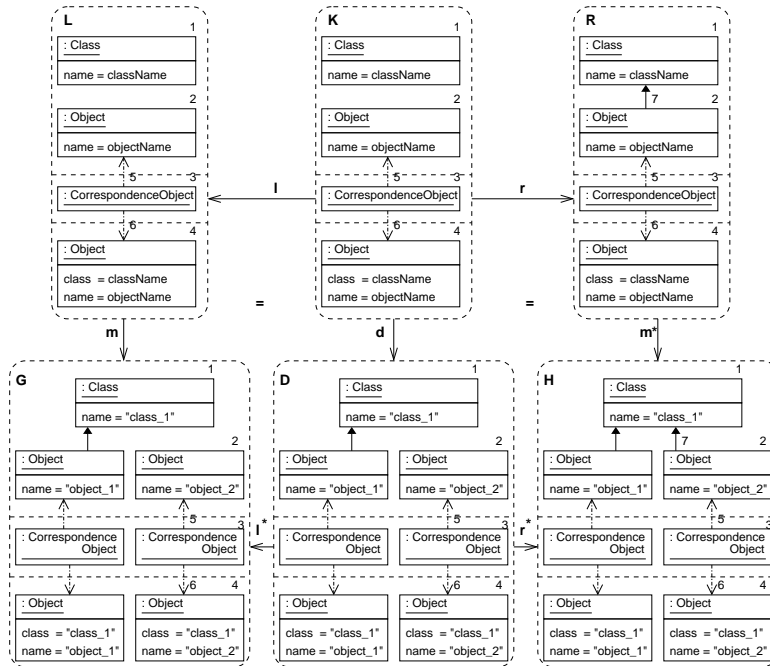 L
1
: Class
name = className
2
: Object
name = objectName
5
3
: CorrespondenceObject
6
4
: Object
class = className
name = objectName
K
1
: Class
name = className
2
: Object
name = objectName
5
3
: CorrespondenceObject
6
4
: Object
class = className
name = objectName
R
1
: Class
name = className
7
2
: Object
name = objectName
5
3
: CorrespondenceObject
6
4
: Object
class = className
name = objectName
l
r
=
=
m
d
m*
G
1
: Class
name = "class_1"
2
: Object
: Object
name = "object_1"
name = "object_2"
5
3
: Correspondence
Object
: Correspondence
Object
6
4
: Object
: Object
class = "class_1"
name = "object_1"
class = "class_1"
name = "object_2"
l*
D
1
: Class
name = "class_1"
2
: Object
: Object
name = "object_1"
name = "object_2"
5
3
: Correspondence
Object
: Correspondence
Object
6
4
: Object
: Object
class = "class_1"
name = "object_1"
class = "class_1"
name = "object_2"
r*
H
1
: Class
name = "class_1"
7
2
: Object
: Object
name = "object_1"
name = "object_2"
5
3
: Correspondence
Object
: Correspondence
Object
6
4
: Object
: Object
class = "class_1"
name = "object_1"
class = "class_1"
name = "object_2"